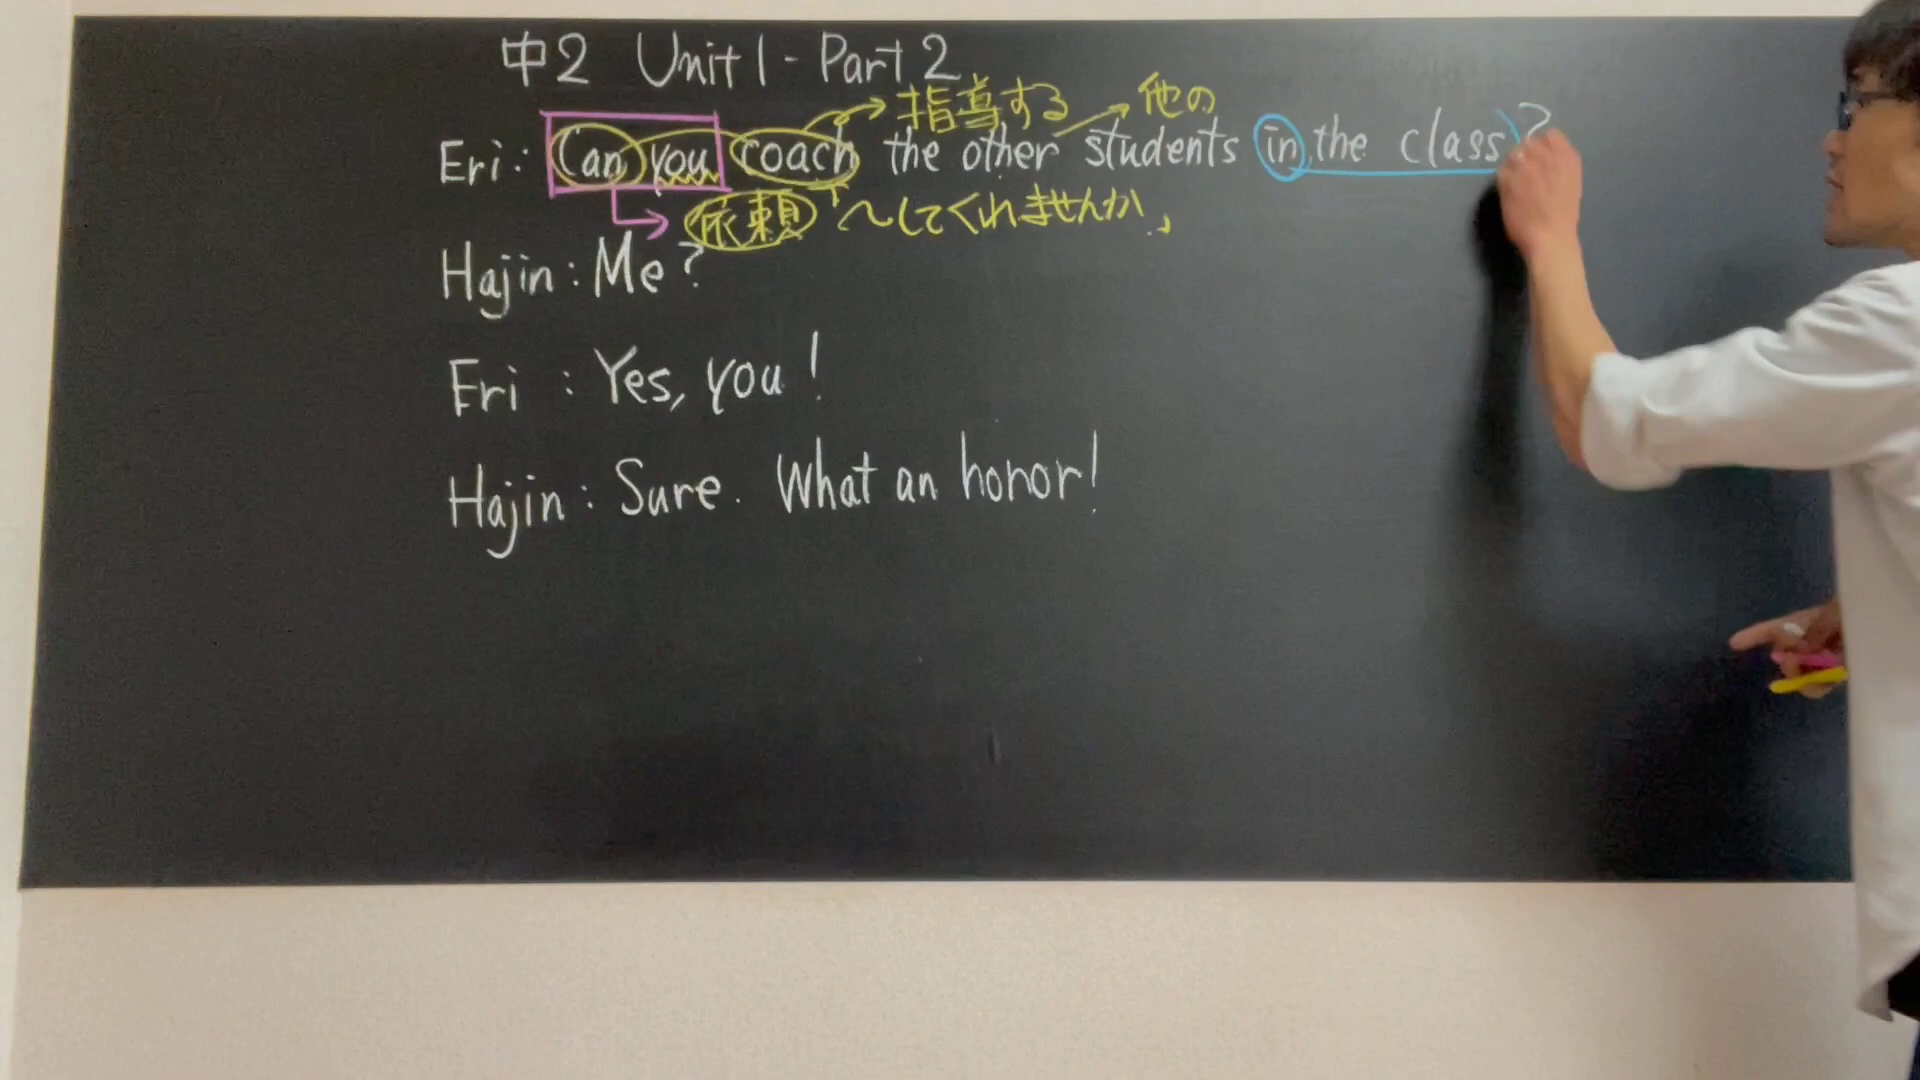 中2 Unit 1 - Part 2
指導する 他の
Eri: Can you coach the other students in the class?
依頼 「〜してくれませんか」
Hajin: Me?
Eri: Yes, you!
Hajin: Sure. What an honor!